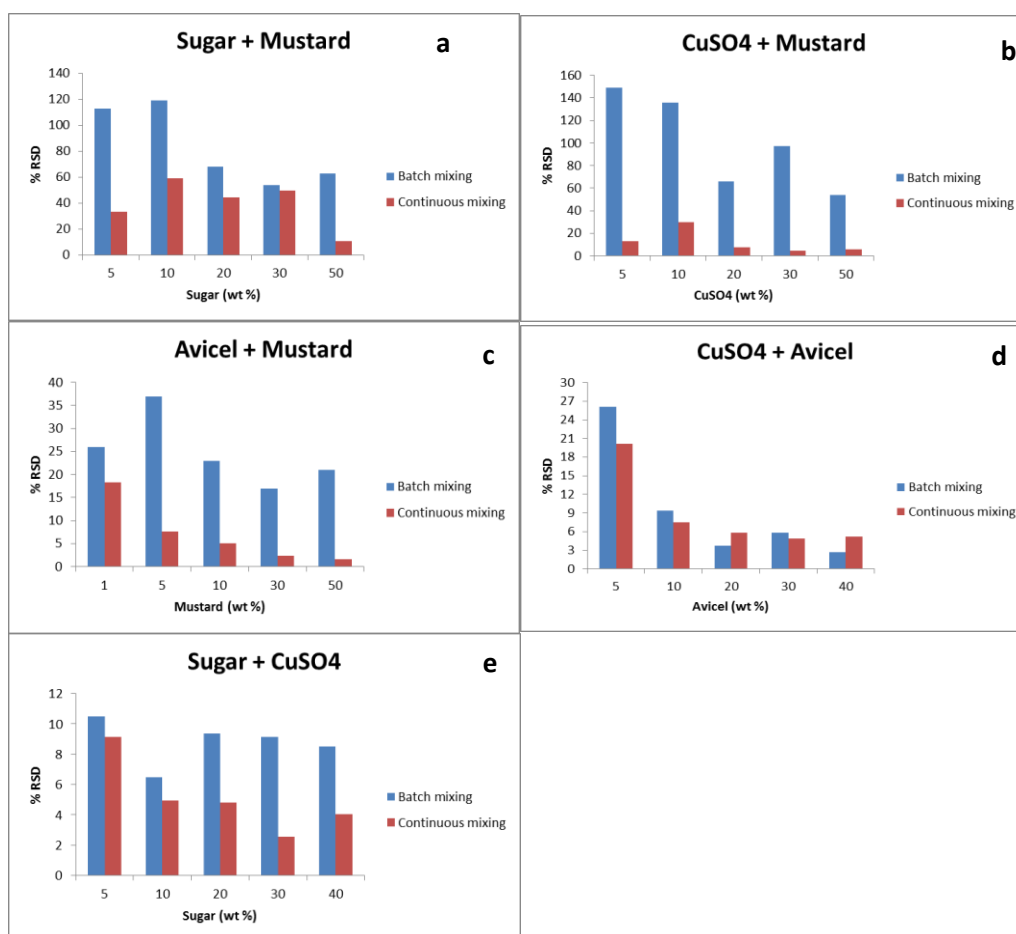 Sugar + Mustard
a
140
120
100
80
60
40
20
0
% RSD
5 10 20 30 50
Sugar (wt %)
Batch mixing
Continuous mixing
CuSO4 + Mustard
b
160
140
120
100
80
60
40
20
0
% RSD
5 10 20 30 50
CuSO4 (wt %)
Batch mixing
Continuous mixing
Avicel + Mustard
c
40
35
30
25
20
15
10
5
0
% RSD
1 5 10 30 50
Mustard (wt %)
Batch mixing
Continuous mixing
CuSO4 + Avicel
d
30
27
24
21
18
15
12
9
6
3
0
% RSD
5 10 20 30 40
Avicel (wt %)
Batch mixing
Continuous mixing
Sugar + CuSO4
e
12
10
8
6
4
2
0
% RSD
5 10 20 30 40
Sugar (wt %)
Batch mixing
Continuous mixing